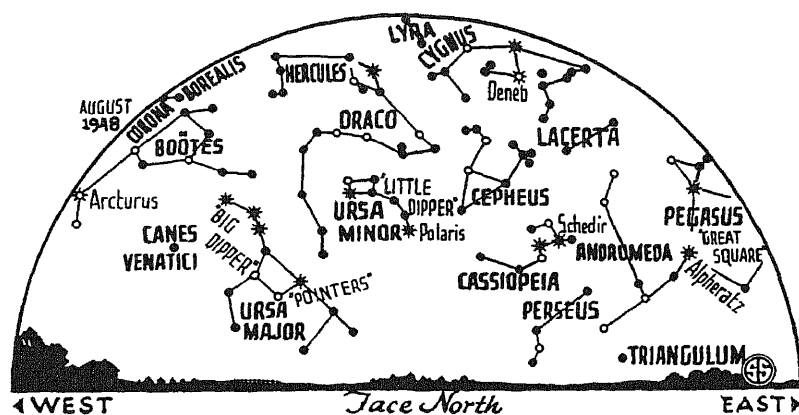 LYRA
CYGNUS
HERCULES
Deneb
AUGUST
1948
CORONA BOREALIS
DRACO
LACERTA
BOÖTES
Arcturus
"LITTLE
DIPPER"
URSA
MINOR
Polaris
CEPHEUS
PEGASUS
"GREAT
SQUARE"
"BIG
DIPPER"
CANES
VENATICI
Schedir
ANDROMEDA
CASSIOPEIA
Alpheratz
"POINTERS"
URSA
MAJOR
PERSEUS
TRIANGULUM
WEST
Face North
EAST